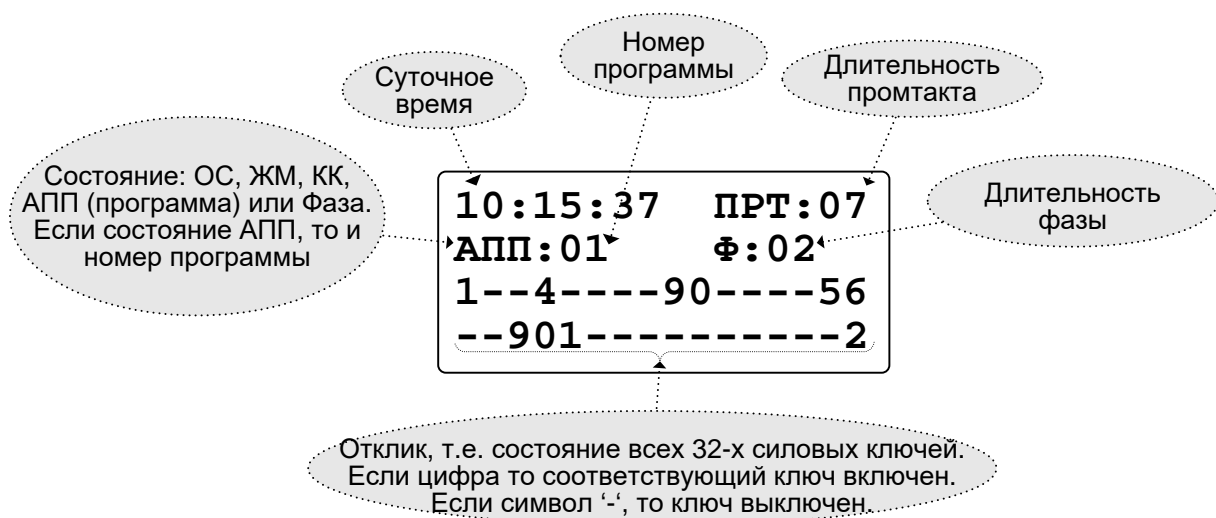 Номер
программы
Суточное
время
Длительность
промтакта
Состояние: ОС, ЖМ, КК,
АПП (программа) или Фаза.
Если состояние АПП, то и
номер программы
10:15:37 ПРТ:07
АПП:01 Ф:02
1--4----90----56
--901----------2
Длительность
фазы
Отклик, т.е. состояние всех 32-х силовых ключей.
Если цифра то соответствующий ключ включен.
Если символ ‘-‘, то ключ выключен.